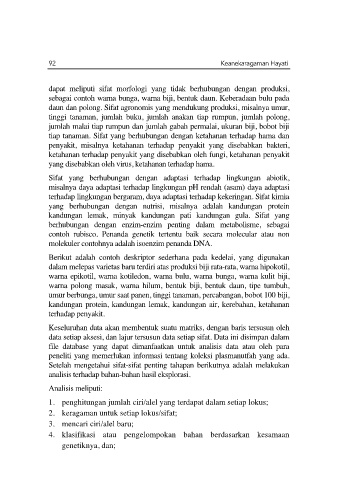 92 Keanekaragaman Hayati
dapat meliputi sifat morfologi yang tidak berhubungan dengan produksi,
sebagai contoh warna bunga, warna biji, bentuk daun. Keberadaan bulu pada
daun dan polong. Sifat agronomis yang mendukung produksi, misalnya umur,
tinggi tanaman, jumlah buku, jumlah anakan tiap rumpun, jumlah polong,
jumlah malai tiap rumpun dan jumlah gabah permalai, ukuran biji, bobot biji
tiap tanaman. Sifat yang berhubungan dengan ketahanan terhadap hama dan
penyakit, misalnya ketahanan terhadap penyakit yang disebabkan bakteri,
ketahanan terhadap penyakit yang disebabkan oleh fungi, ketahanan penyakit
yang disebabkan oleh virus, ketahanan terhadap hama.
Sifat yang berhubungan dengan adaptasi terhadap lingkungan abiotik,
misalnya daya adaptasi terhadap lingkungan pH rendah (asam) daya adaptasi
terhadap lingkungan bergaram, daya adaptasi terhadap kekeringan. Sifat kimia
yang berhubungan dengan nutrisi, misalnya adalah kandungan protein
kandungan lemak, minyak kandungan pati kandungan gula. Sifat yang
berhubungan dengan enzim-enzim penting dalam metabolisme, sebagai
contoh rubisco. Penanda genetik tertentu baik secara molecular atau non
molekuler contohnya adalah isoenzim penanda DNA.
Berikut adalah contoh deskriptor sederhana pada kedelai, yang digunakan
dalam melepas varietas baru terdiri atas produksi biji rata-rata, warna hipokotil,
warna epikotil, warna kotiledon, warna bulu, warna bunga, warna kulit biji,
warna polong masak, warna hilum, bentuk biji, bentuk daun, tipe tumbuh,
umur berbunga, umur saat panen, tinggi tanaman, percabangan, bobot 100 biji,
kandungan protein, kandungan lemak, kandungan air, kerebahan, ketahanan
terhadap penyakit.
Keseluruhan data akan membentuk suatu matriks, dengan baris tersusun oleh
data setiap aksesi, dan lajur tersusun data setiap sifat. Data ini disimpan dalam
file database yang dapat dimanfaatkan untuk analisis data atau oleh para
peneliti yang memerlukan informasi tentang koleksi plasmanutfah yang ada.
Setelah mengetahui sifat-sifat penting tahapan berikutnya adalah melakukan
analisis terhadap bahan-bahan hasil eksplorasi.
Analisis meliputi:
1. penghitungan jumlah ciri/alel yang terdapat dalam setiap lokus;
2. keragaman untuk setiap lokus/sifat;
3. mencari ciri/alel baru;
4. klasifikasi atau pengelompokan bahan berdasarkan kesamaan
genetiknya, dan;